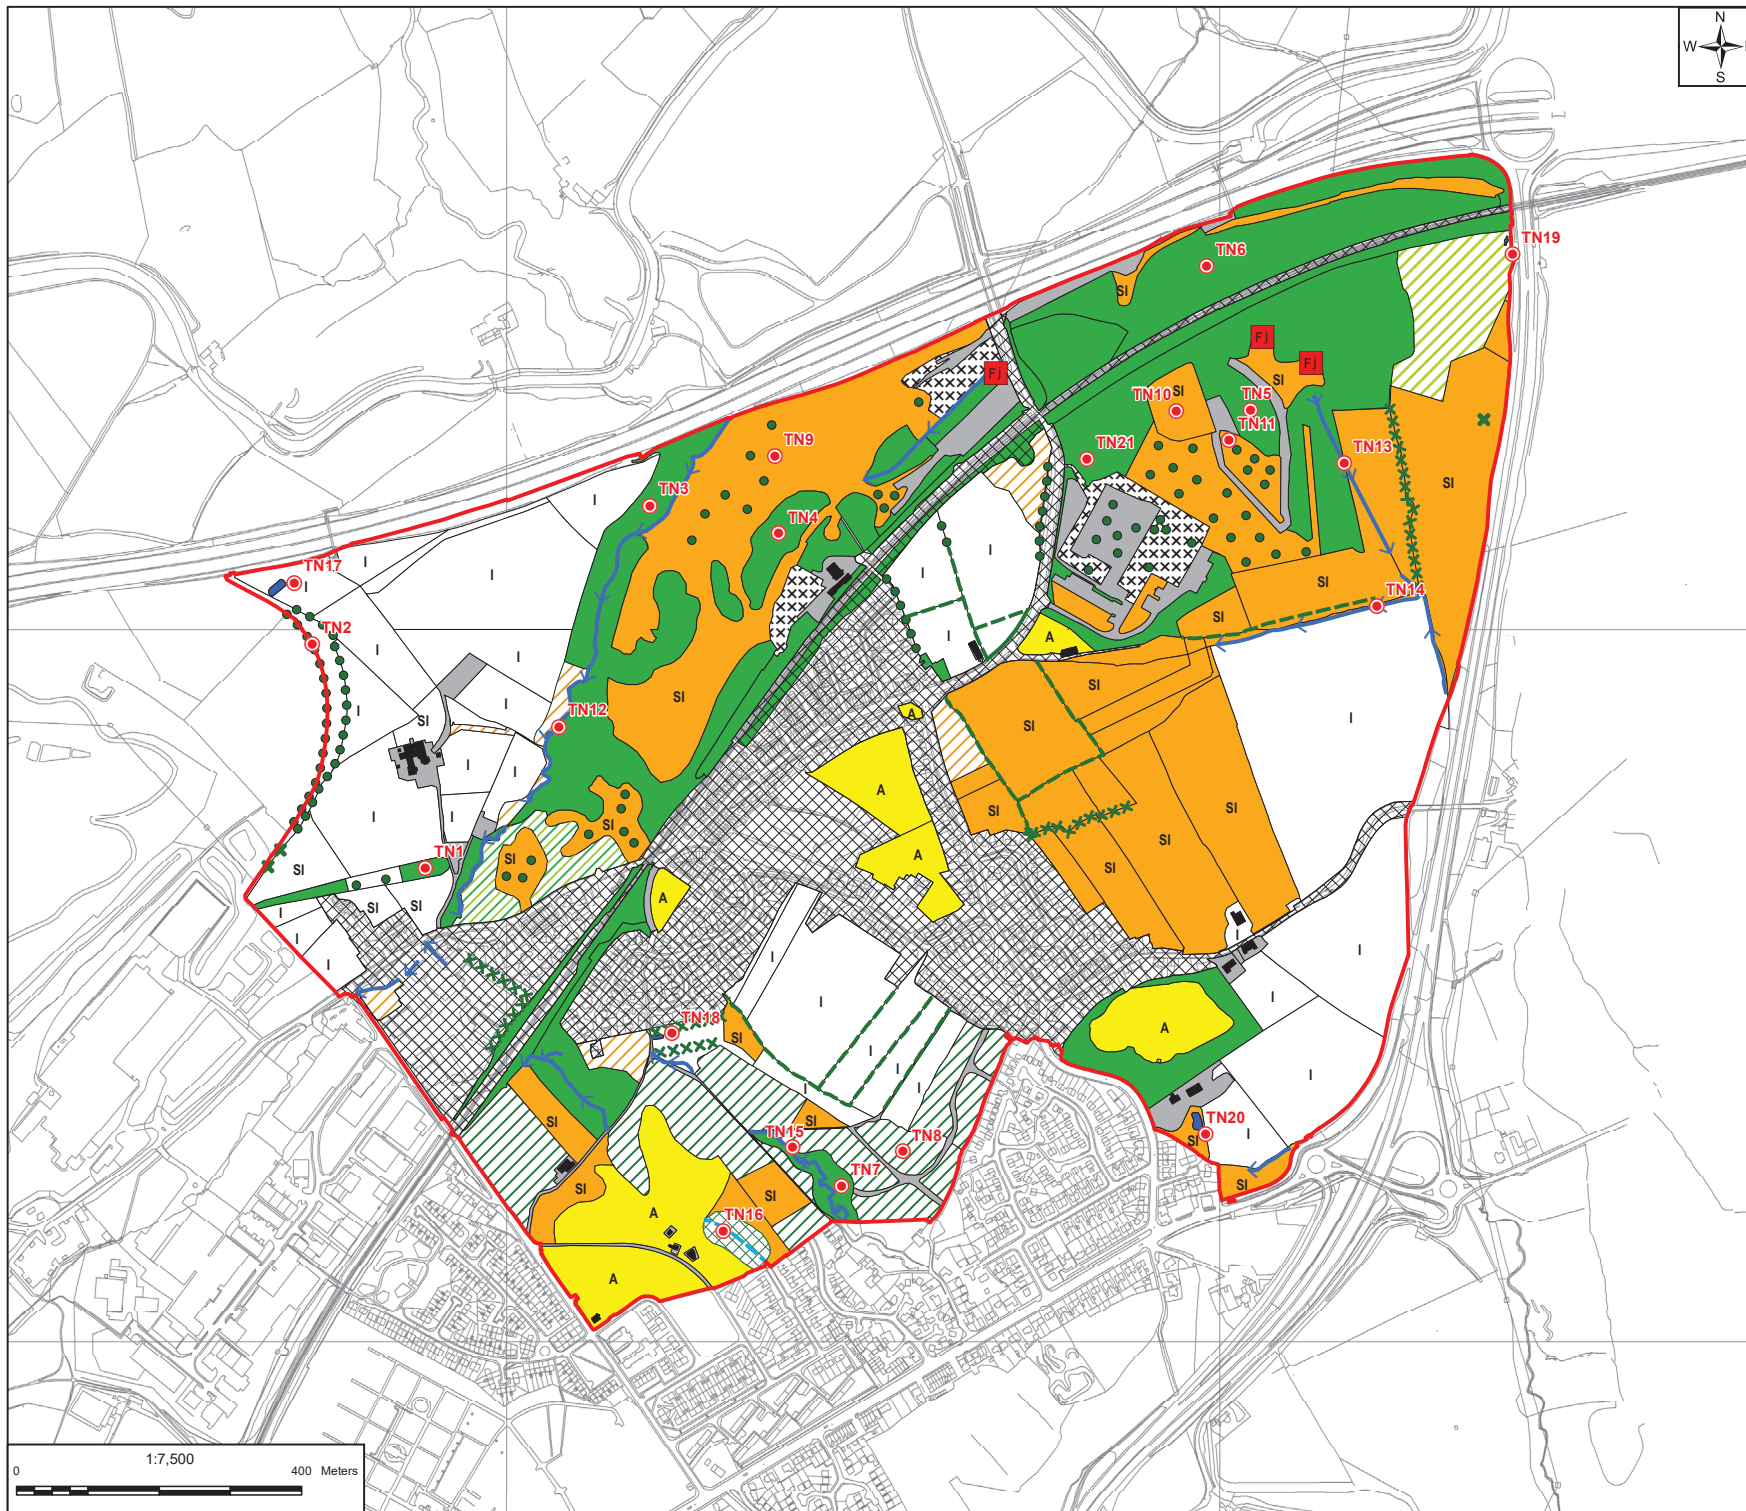 N
W
S
TN19
TN6
SI
Fj
Fj
Fj
SI
SI
TN10
TN5
TN11
TN9
TN21
TN13
SI
TN3
TN4
I
I
I
I
TN17
I
I
SI
TN14
TN2
SI
A
I
I
I
SI
SI
I
SI
SI
A
I
TN12
I
I
A
SI
SI
I
I
SI
SI
A
SI
SI
TN1
SI
A
SI
SI
I
I
I
I
I
I
I
A
TN18
SI
I
I
I
I
I
SI
SI
TN15
TN8
TN20
SI
I
TN7
SI
SI
SI
A
TN16
A
1:7,500
0 400 Meters